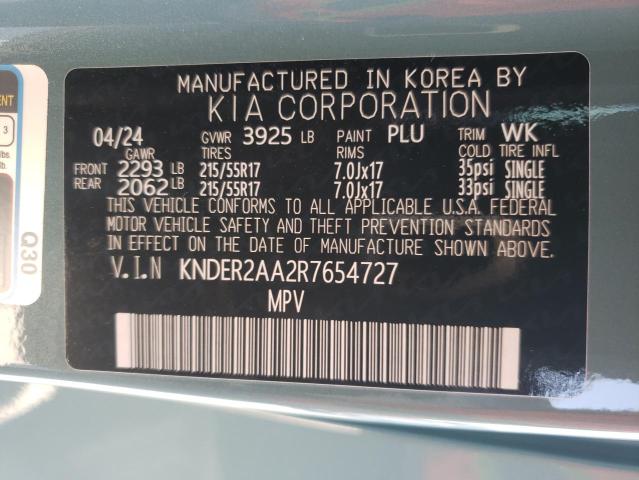 MANUFACTURED IN KOREA BY
KIA CORPORATION
04/24 GVWR 3925 LB PAINT PLU TRIM WK
GAWR TIRES RIMS COLD TIRE INFL
FRONT 2293 LB 215/55R17 7.0Jx17 35psi SINGLE
REAR 2062 LB 215/55R17 7.0Jx17 33psi SINGLE
THIS VEHICLE CONFORMS TO ALL APPLICABLE U.S.A. FEDERAL
MOTOR VEHICLE SAFETY AND THEFT PREVENTION STANDARDS
IN EFFECT ON THE DATE OF MANUFACTURE SHOWN ABOVE.
V.I.N KNDER2AA2R7654727
MPV
3
Q30